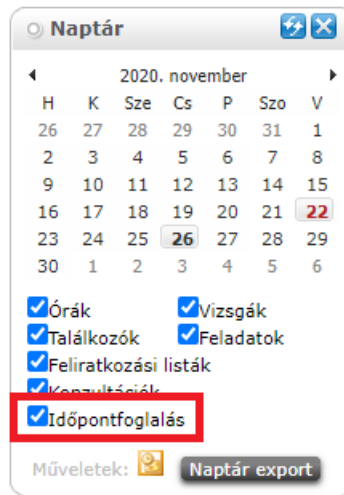 Naptár
2020. november
H K Sze Cs P Szo V
26 27 28 29 30 31 1
2 3 4 5 6 7 8
9 10 11 12 13 14 15
16 17 18 19 20 21 22
23 24 25 26 27 28 29
30 1 2 3 4 5 6
Órák Vizsgák
Találkozók Feladatok
Feliratkozási listák
Időpontfoglalás
Műveletek: Naptár export